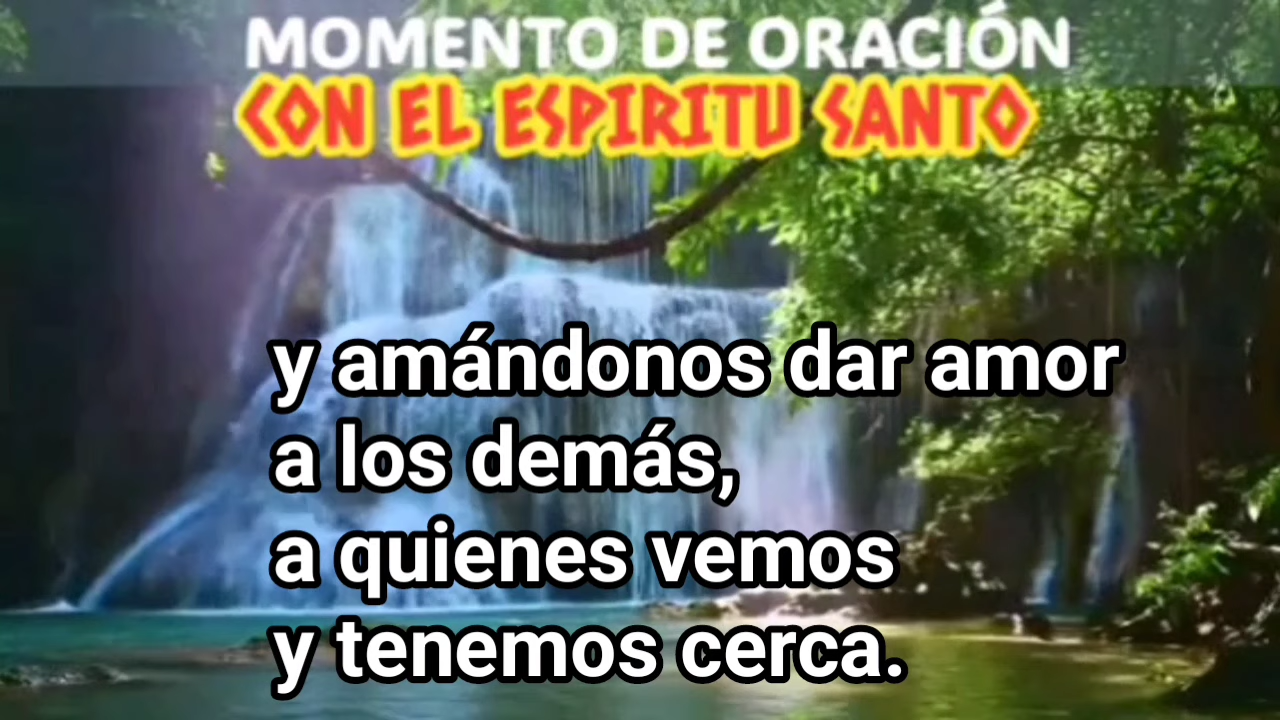 MOMENTO DE ORACIÓN
CON EL ESPIRITU SANTO
y amándonos dar amor
a los demás,
a quienes vemos
y tenemos cerca.